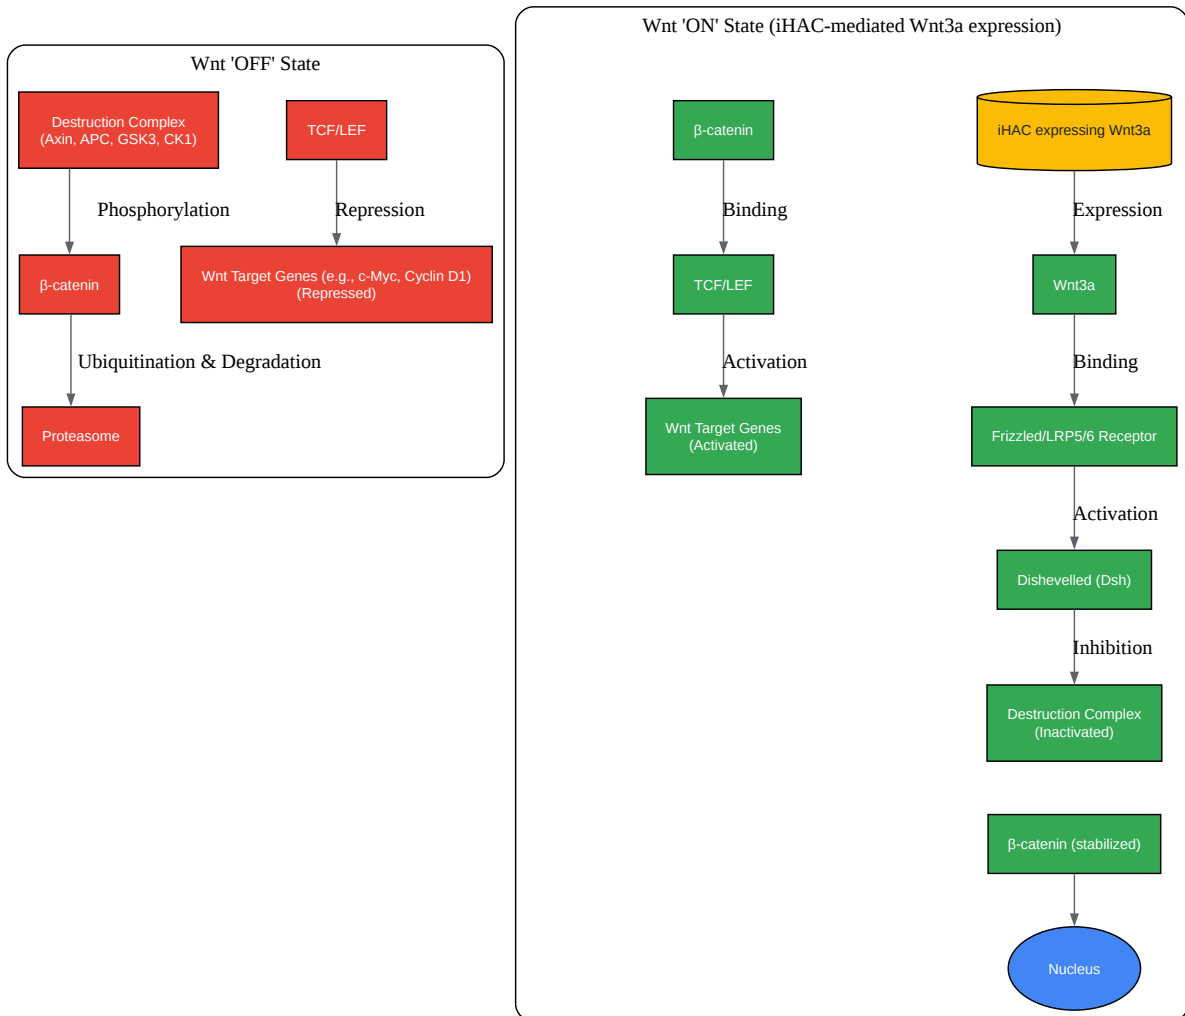 Wnt 'OFF' State
Destruction Complex
(Axin, APC, GSK3, CK1)
TCF/LEF
Phosphorylation
Repression
β-catenin
Wnt Target Genes (e.g., c-Myc, Cyclin D1)
(Repressed)
Ubiquitination & Degradation
Proteasome
Wnt 'ON' State (iHAC-mediated Wnt3a expression)
β-catenin
Binding
TCF/LEF
Activation
Wnt Target Genes
(Activated)
iHAC expressing Wnt3a
Expression
Wnt3a
Binding
Frizzled/LRP5/6 Receptor
Activation
Dishevelled (Dsh)
Inhibition
Destruction Complex
(Inactivated)
β-catenin (stabilized)
Nucleus